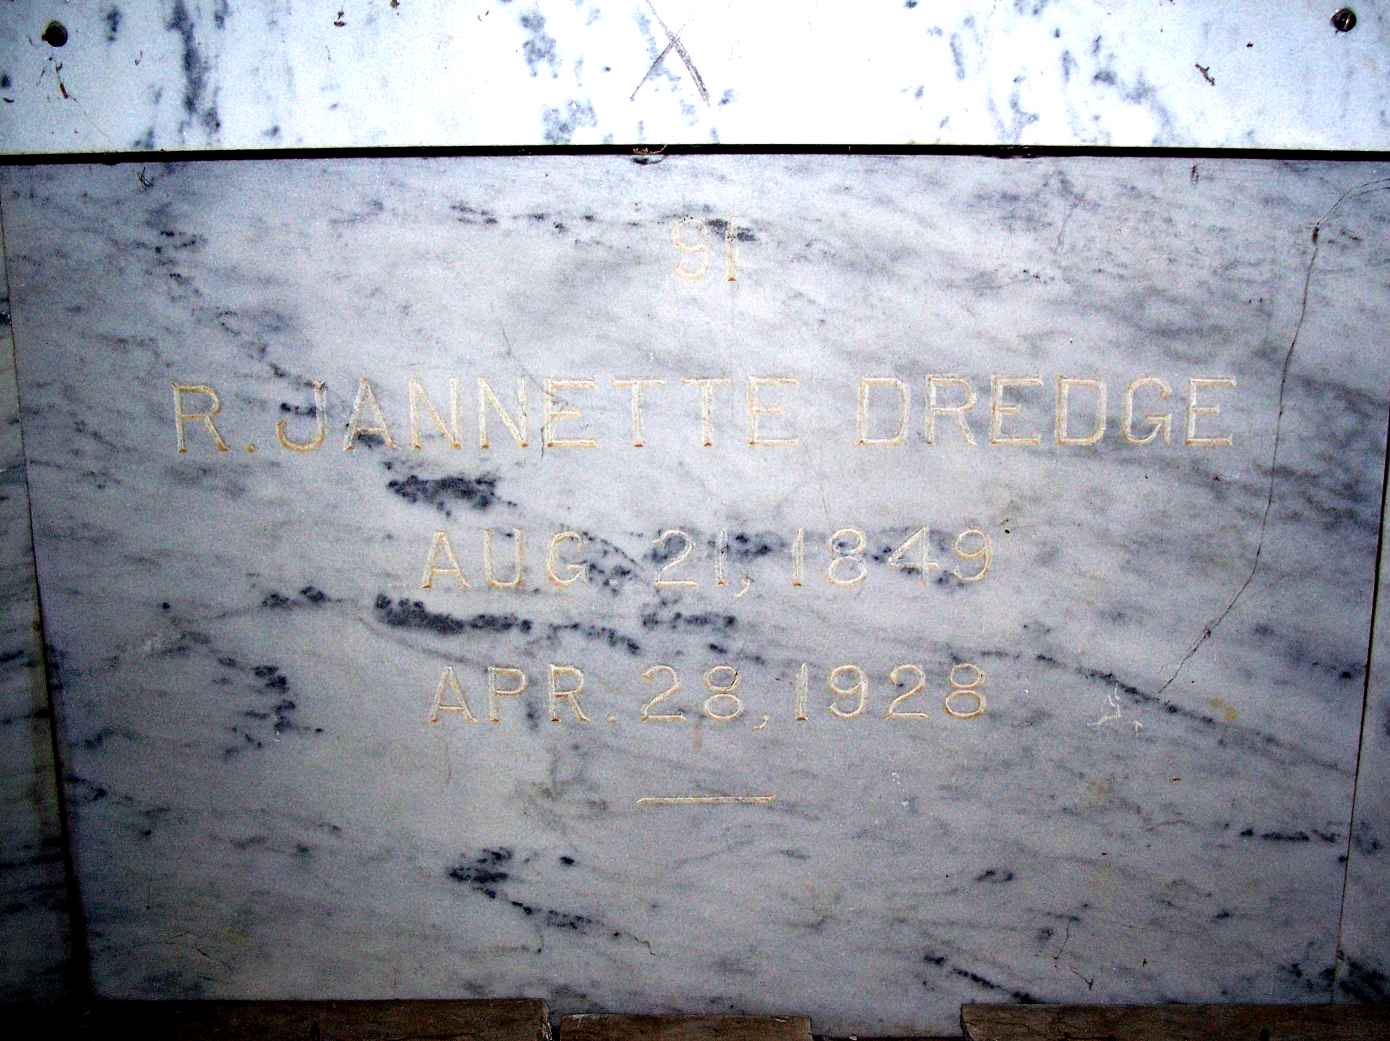 91
R. JANNETTE DREDGE
AUG 21, 1849
APR. 28, 1928